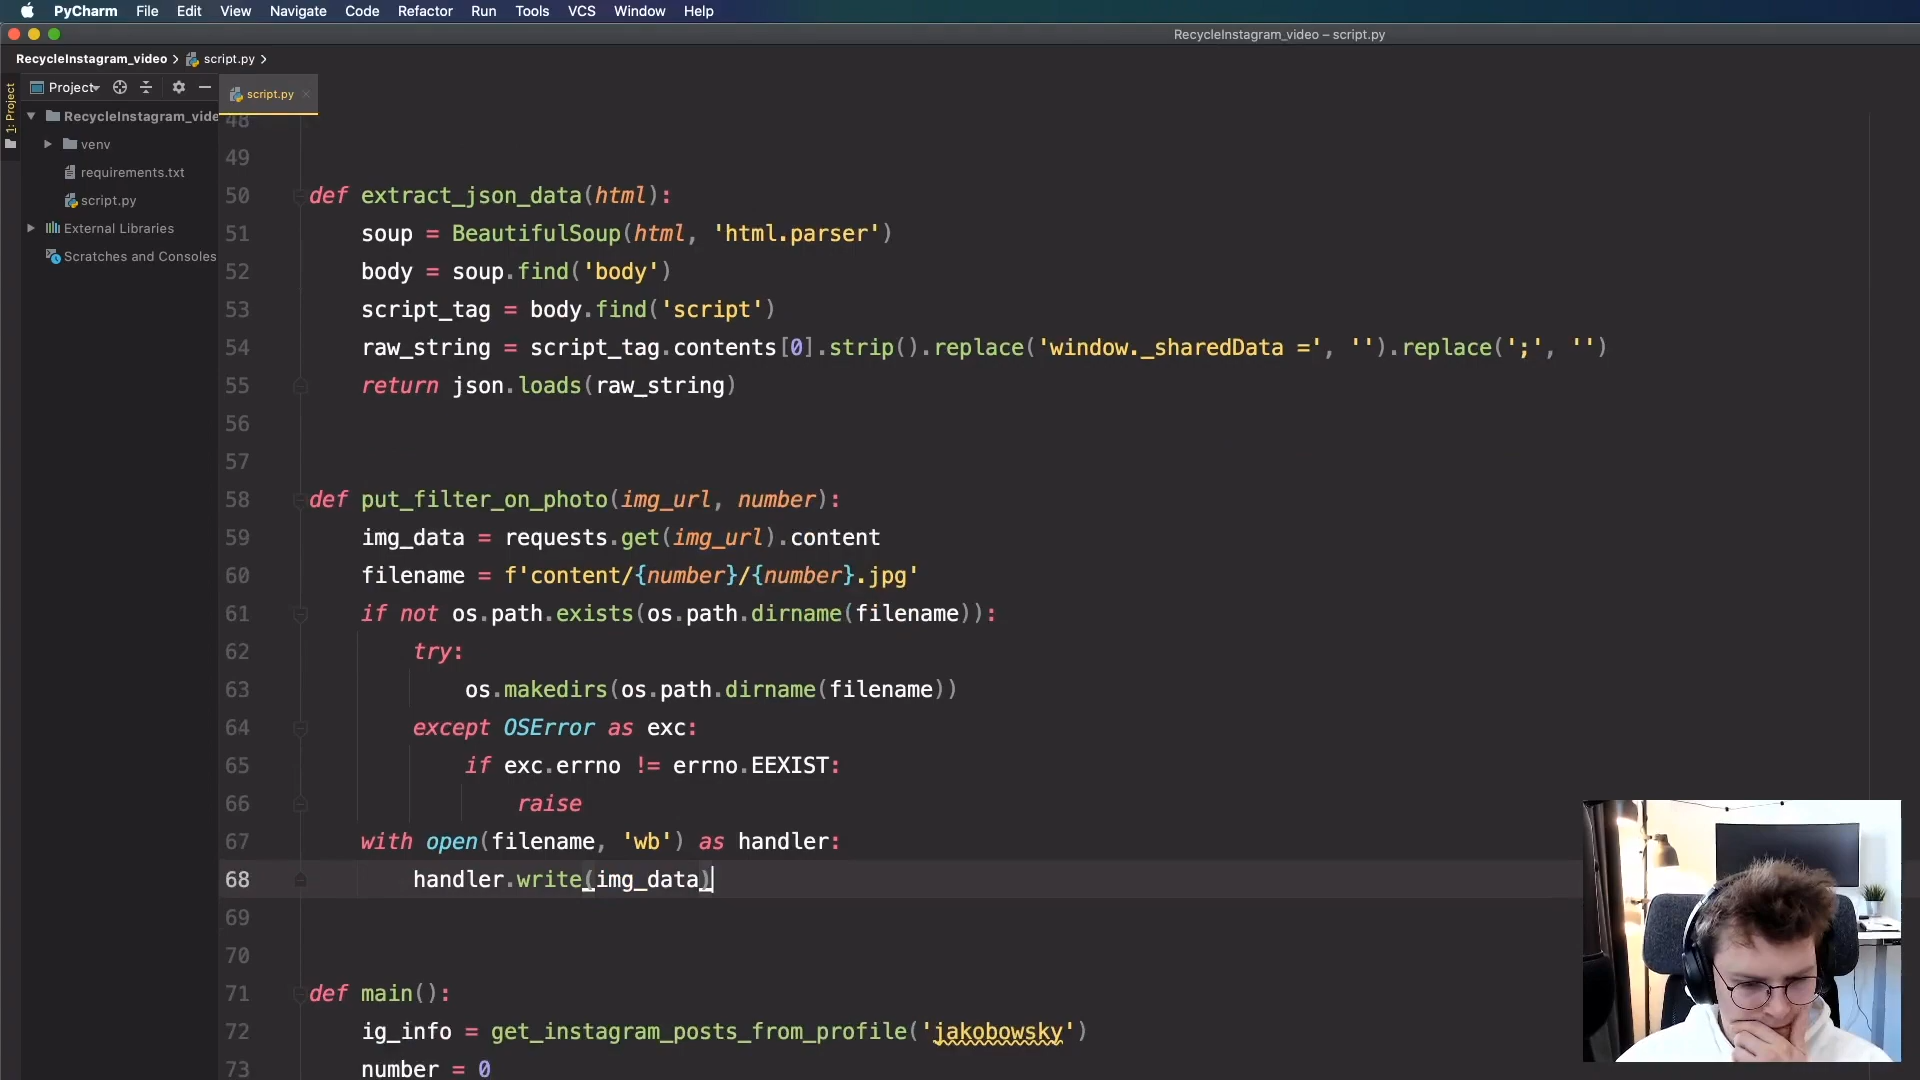 PyCharm File Edit View Navigate Code Refactor Run Tools VCS Window Help
RecycleInstagram_video – script.py
RecycleInstagram_video script.py
1: Project
Project
script.py
RecycleInstagram_vide
venv
requirements.txt
script.py
External Libraries
Scratches and Consoles
48
49
50 def extract_json_data(html):
51 soup = BeautifulSoup(html, 'html.parser')
52 body = soup.find('body')
53 script_tag = body.find('script')
54 raw_string = script_tag.contents[0].strip().replace('window._sharedData =', '').replace(';', '')
55 return json.loads(raw_string)
56
57
58 def put_filter_on_photo(img_url, number):
59 img_data = requests.get(img_url).content
60 filename = f'content/{number}/{number}.jpg'
61 if not os.path.exists(os.path.dirname(filename)):
62 try:
63 os.makedirs(os.path.dirname(filename))
64 except OSError as exc:
65 if exc.errno != errno.EEXIST:
66 raise
67 with open(filename, 'wb') as handler:
68 handler.write(img_data)
69
70
71 def main():
72 ig_info = get_instagram_posts_from_profile('jakobowsky')
73 number = 0